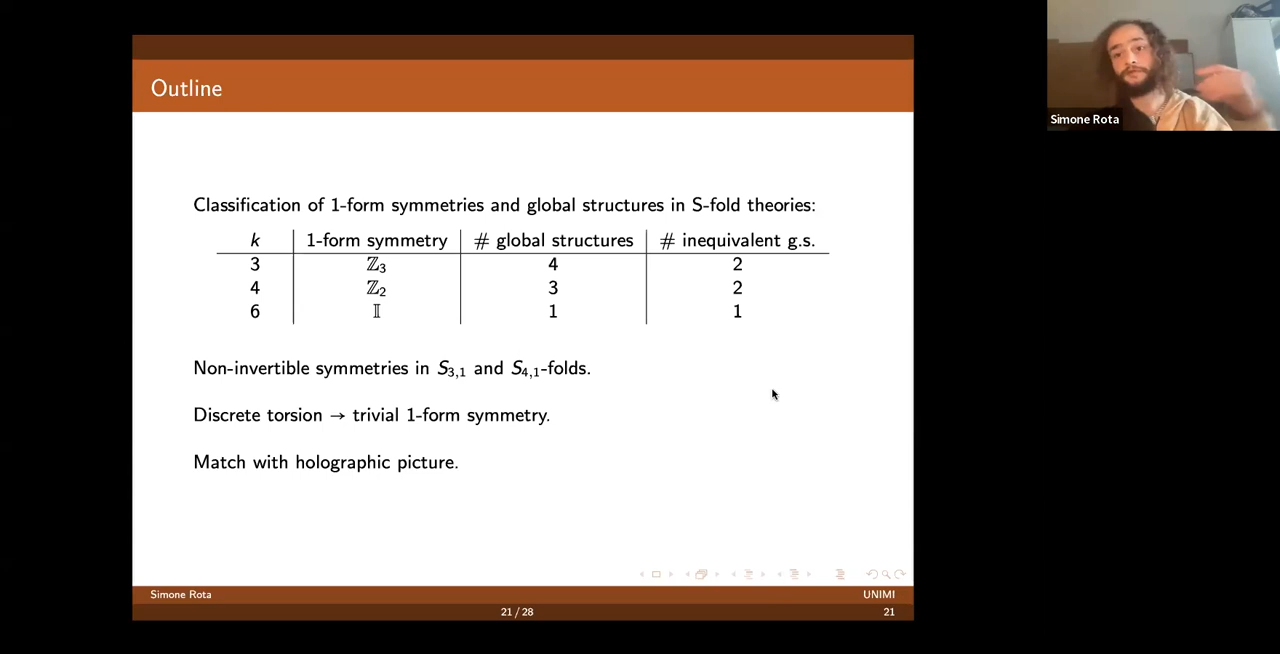 Outline
Simone Rota
Classification of 1-form symmetries and global structures in S-fold theories:
k 1-form symmetry # global structures # inequivalent g.s.
3 ℤ₃ 4 2
4 ℤ₂ 3 2
6 𝕀 1 1
Non-invertible symmetries in S₃,₁ and S₄,₁-folds.
Discrete torsion → trivial 1-form symmetry.
Match with holographic picture.
Simone Rota UNIMI
21 / 28 21